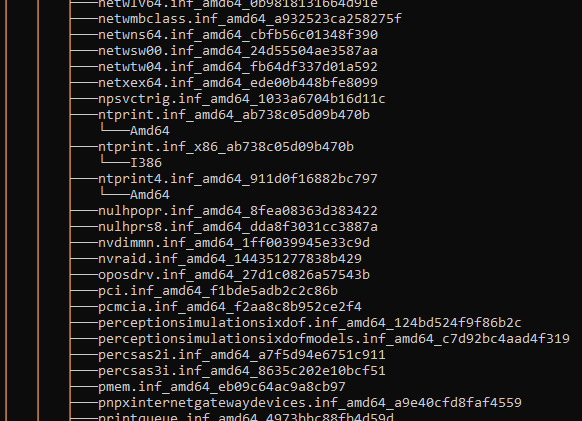 netwlv64.inf_amd64_0b9818131664d91e
netwmbclass.inf_amd64_a932523ca258275f
netwns64.inf_amd64_cbfb56c01348f390
netwsw00.inf_amd64_24d55504ae3587aa
netwtw04.inf_amd64_fb64df337d01a592
netxex64.inf_amd64_ede00b448bfe8099
npsvctrig.inf_amd64_1033a6704b16d11c
ntprint.inf_amd64_ab738c05d09b470b
Amd64
ntprint.inf_x86_ab738c05d09b470b
I386
ntprint4.inf_amd64_911d0f16882bc797
Amd64
nulhpopr.inf_amd64_8fea08363d383422
nulhprs8.inf_amd64_dda8f3031cc3887a
nvdimmn.inf_amd64_1ff0039945e33c9d
nvraid.inf_amd64_144351277838b429
oposdrv.inf_amd64_27d1c0826a57543b
pci.inf_amd64_f1bde5adb2c2c86b
pcmcia.inf_amd64_f2aa8c8b952ce2f4
perceptionsimulationsixdof.inf_amd64_124bd524f9f86b2c
perceptionsimulationsixdofmodels.inf_amd64_c7d92bc4aad4f319
percsas2i.inf_amd64_a7f5d94e6751c911
percsas3i.inf_amd64_8635c202e10bcf51
pmem.inf_amd64_eb09c64ac9a8cb97
pnpxinternetgatewaydevices.inf_amd64_a9e40cfd8faf4559
printqueue.inf_amd64_4973bbc88fb4d59d